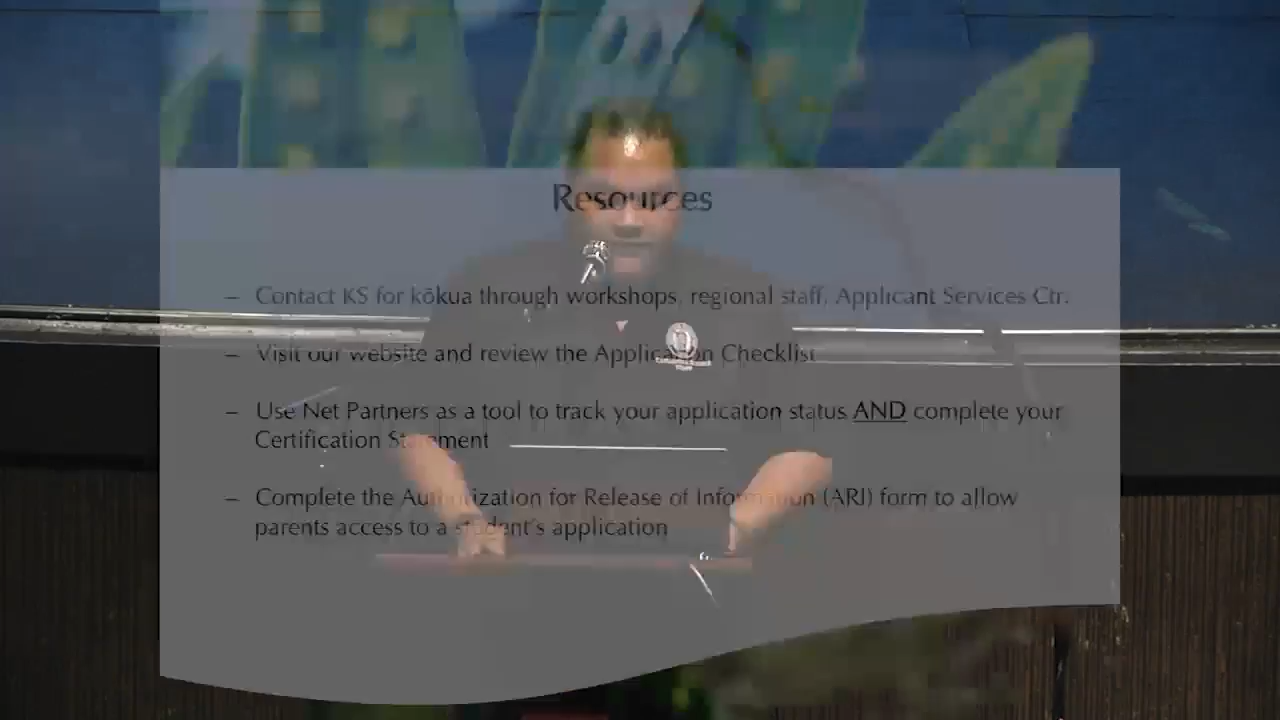 Resources
– Contact KS for kōkua through workshops, regional staff, Applicant Services Ctr.
– Visit our website and review the Application Checklist
– Use Net Partners as a tool to track your application status AND complete your
Certification Statement
– Complete the Authorization for Release of Information (ARI) form to allow
parents access to a student's application